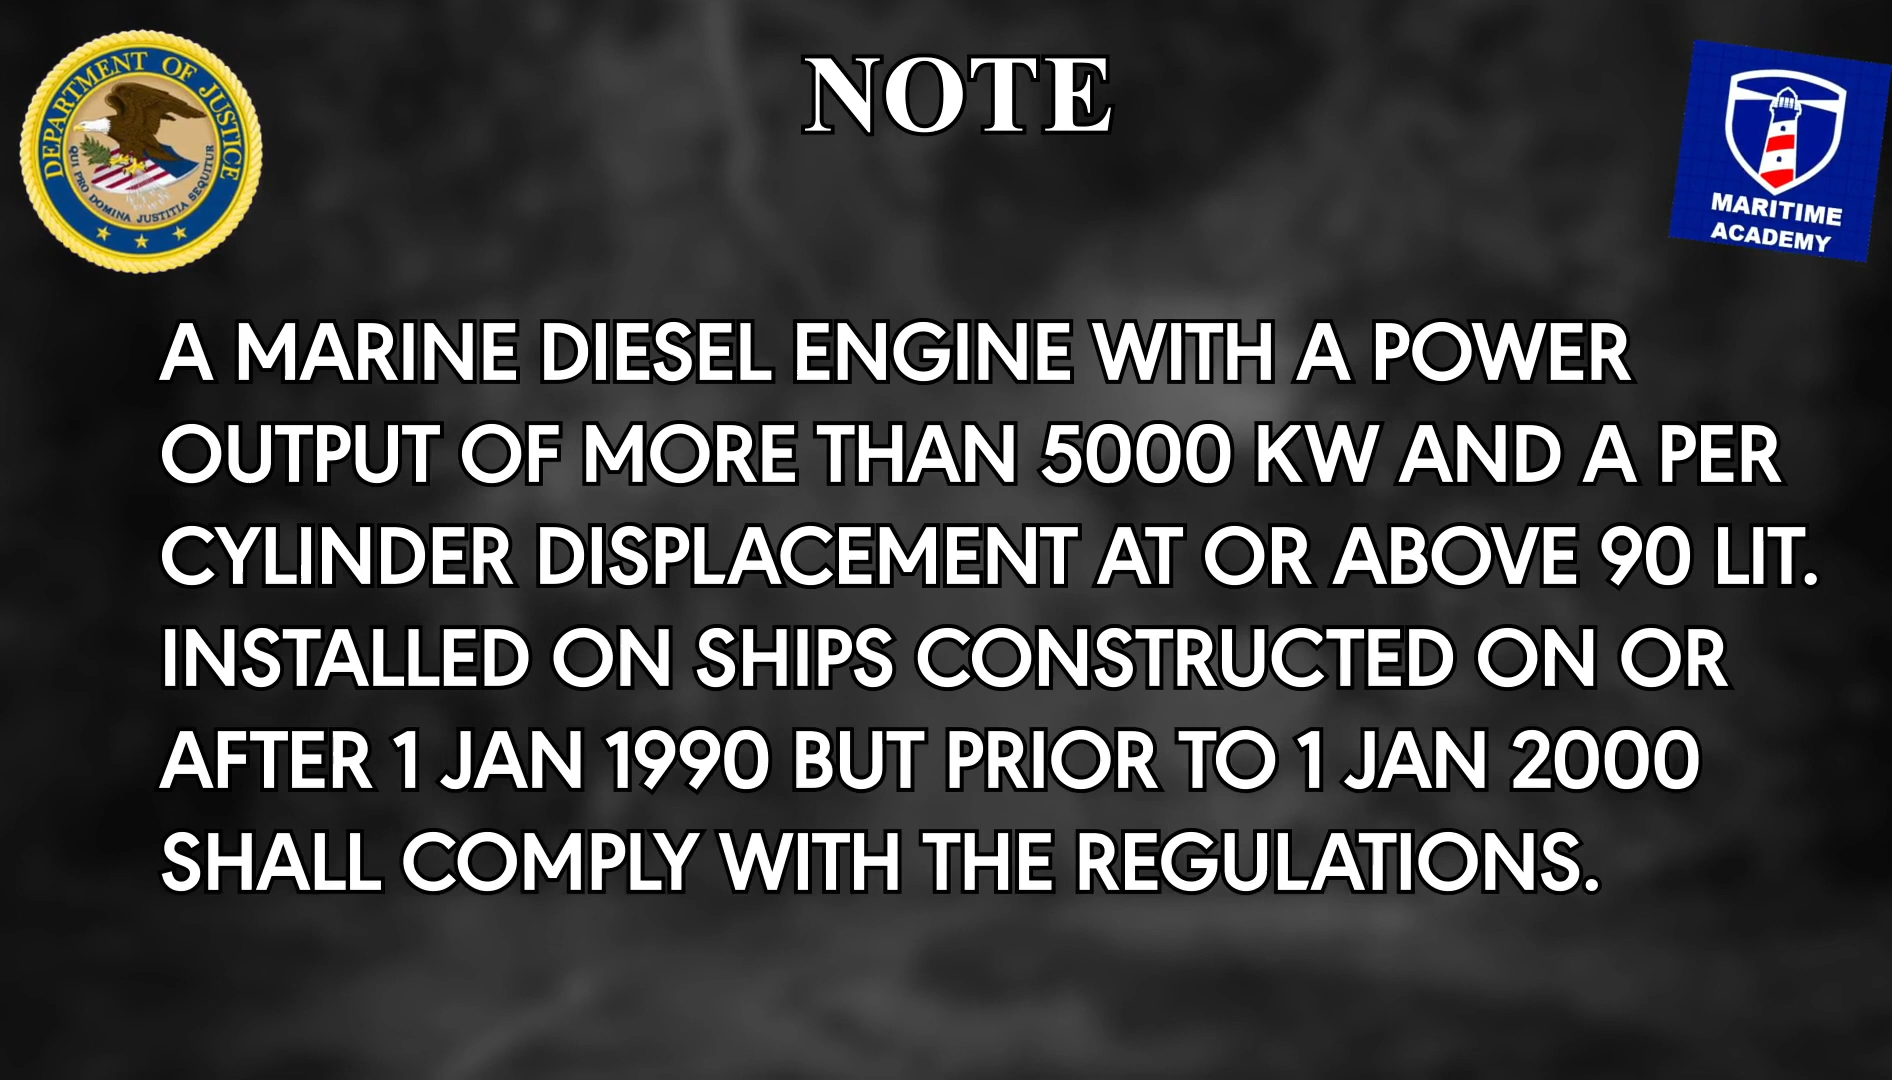 DEPARTMENT OF JUSTICE
QUI PRO DOMINA JUSTITIA SEQUITUR
NOTE
MARITIME
ACADEMY
A MARINE DIESEL ENGINE WITH A POWER
OUTPUT OF MORE THAN 5000 KW AND A PER
CYLINDER DISPLACEMENT AT OR ABOVE 90 LIT.
INSTALLED ON SHIPS CONSTRUCTED ON OR
AFTER 1 JAN 1990 BUT PRIOR TO 1 JAN 2000
SHALL COMPLY WITH THE REGULATIONS.